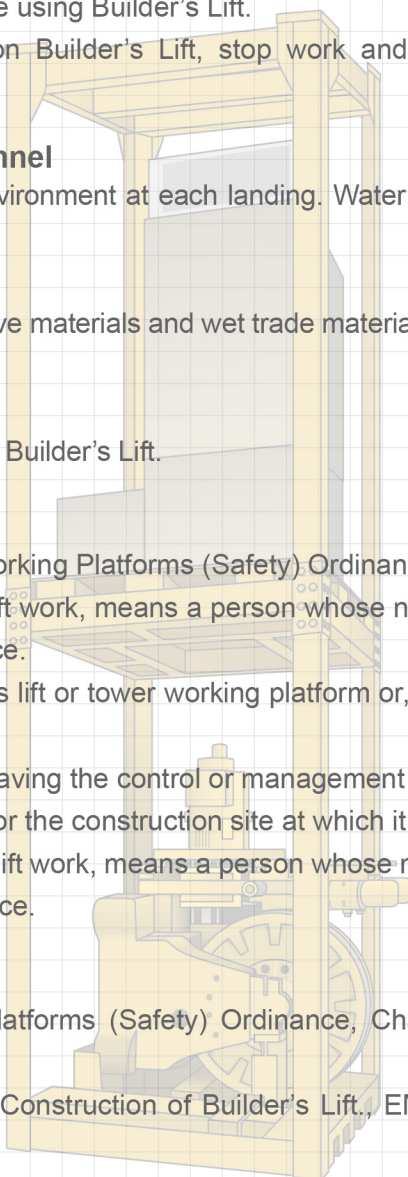 e using Builder's Lift.
on Builder's Lift, stop work and
nnel
vironment at each landing. Water
ve materials and wet trade materia
Builder's Lift.
orking Platforms (Safety) Ordinan
ft work, means a person whose n
ce.
s lift or tower working platform or,
aving the control or management
or the construction site at which it
ift work, means a person whose n
ce.
latforms (Safety) Ordinance, Cha
Construction of Builder's Lift., EM